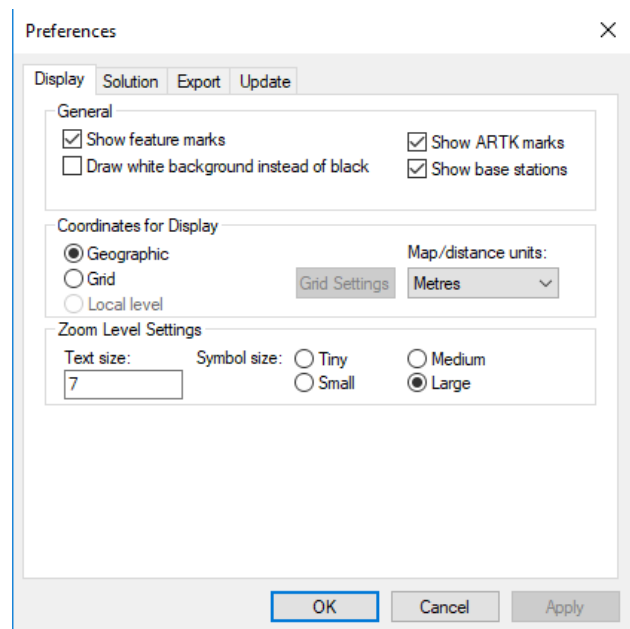 Preferences
Display Solution Export Update
General
Show feature marks
Show ARTK marks
Draw white background instead of black
Show base stations
Coordinates for Display
Geographic
Map/distance units:
Grid
Grid Settings
Metres
Local level
Zoom Level Settings
Text size:
Symbol size:
Tiny
Medium
7
Small
Large
OK
Cancel
Apply